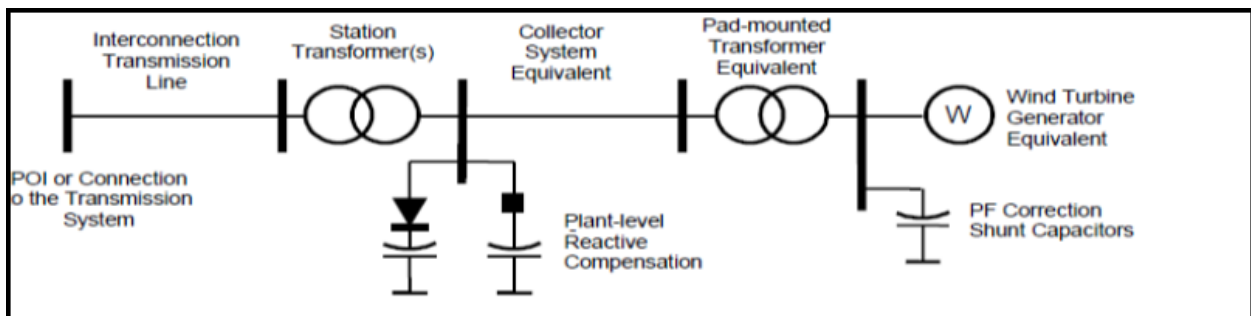 Interconnection
Transmission
Line
Station
Transformer(s)
Collector
System
Equivalent
Pad-mounted
Transformer
Equivalent
W
Wind Turbine
Generator
Equivalent
POI or Connection
o the Transmission
System
Plant-level
Reactive
Compensation
PF Correction
Shunt Capacitors